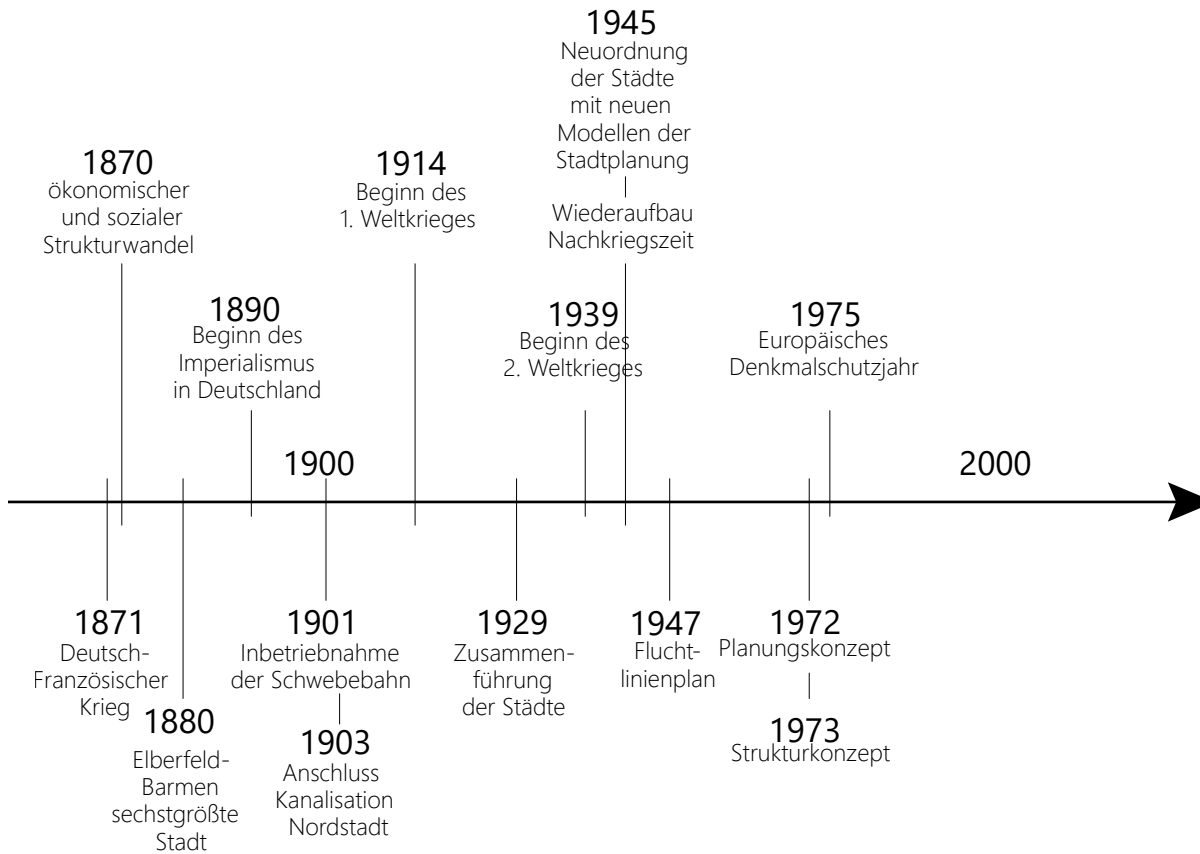 1945
Neuordnung
der Städte
mit neuen
Modellen der
Stadtplanung
Wiederaufbau
Nachkriegszeit
1870
ökonomischer
und sozialer
Strukturwandel
1914
Beginn des
1. Weltkrieges
1890
Beginn des
Imperialismus
in Deutschland
1939
Beginn des
2. Weltkrieges
1975
Europäisches
Denkmalschutzjahr
1900
2000
1871
Deutsch-
Französischer
Krieg
1880
Elberfeld-
Barmen
sechstgrößte
Stadt
1901
Inbetriebnahme
der Schwebebahn
1903
Anschluss
Kanalisation
Nordstadt
1929
Zusammen-
führung
der Städte
1947
Flucht-
linienplan
1972
Planungskonzept
1973
Strukturkonzept